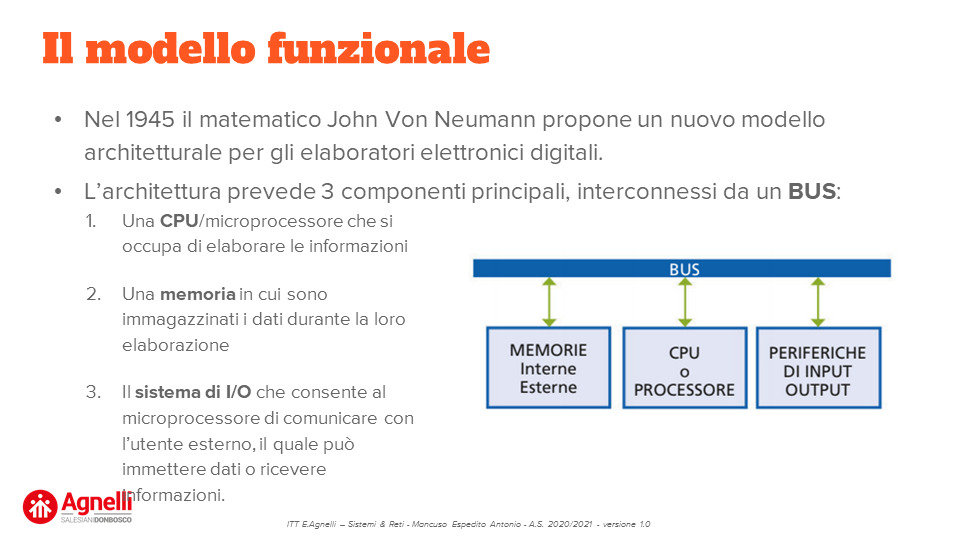 Il modello funzionale
• Nel 1945 il matematico John Von Neumann propone un nuovo modello
architetturale per gli elaboratori elettronici digitali.
• L’architettura prevede 3 componenti principali, interconnessi da un BUS:
1. Una CPU/microprocessore che si
occupa di elaborare le informazioni
2. Una memoria in cui sono
immagazzinati i dati durante la loro
elaborazione
3. Il sistema di I/O che consente al
microprocessore di comunicare con
l’utente esterno, il quale può
immettere dati o ricevere
informazioni.
BUS
MEMORIE
Interne
Esterne
CPU
o
PROCESSORE
PERIFERICHE
DI INPUT
OUTPUT
Agnelli
SALESIANI DONBOSCO
ITT E.Agnelli – Sistemi & Reti - Mancuso Espedito Antonio - A.S. 2020/2021 - versione 1.0